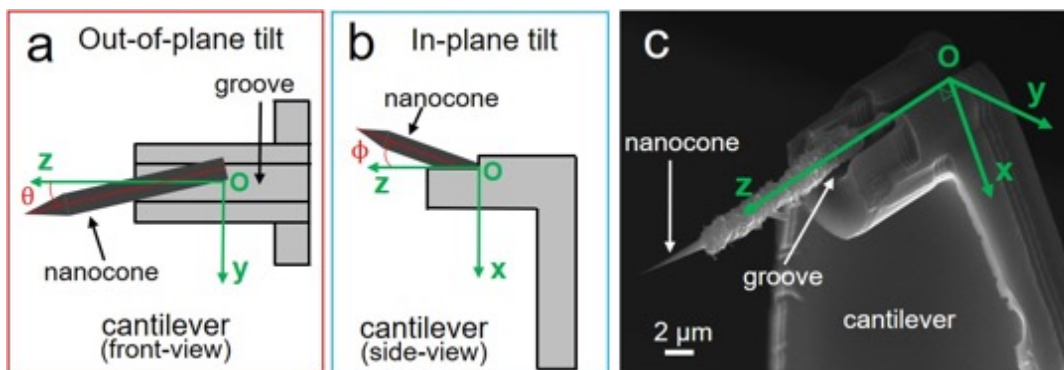 a
Out-of-plane tilt
groove
z
θ
O
nanocone
y
cantilever
(front-view)
b
In-plane tilt
nanocone
ϕ
z
O
x
cantilever
(side-view)
c
O
y
nanocone
x
z
groove
cantilever
2 μm